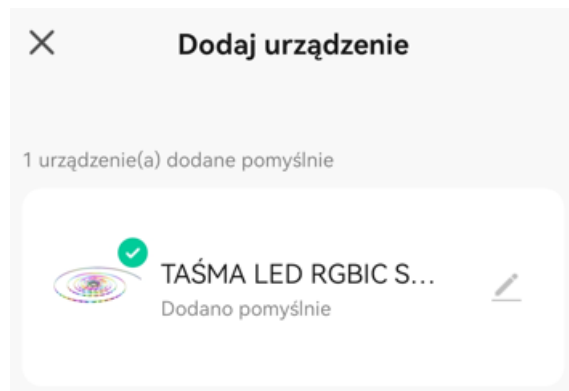 Dodaj urządzenie
1 urządzenie(a) dodane pomyślnie
TAŚMA LED RGBIC S...
Dodano pomyślnie